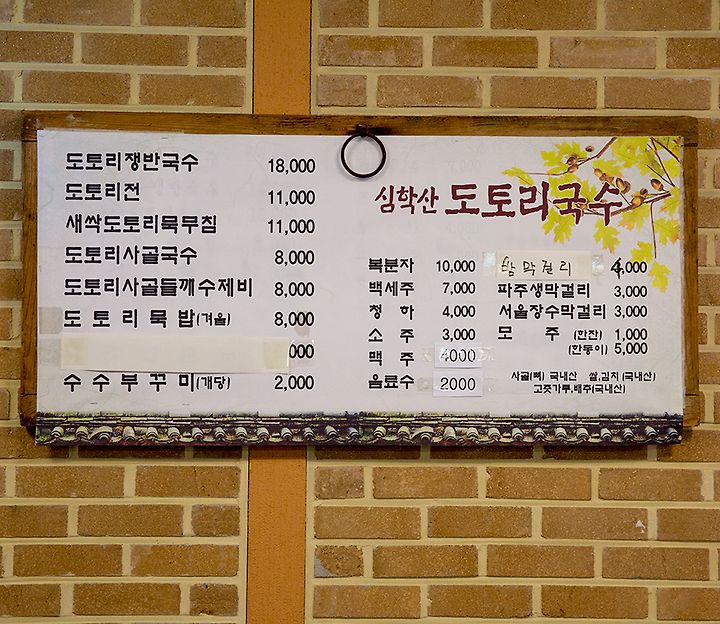 도토리쟁반국수 18,000
도토리전 11,000
새싹도토리묵무침 11,000
도토리사골국수 8,000
도토리사골들깨수제비 8,000
도토리묵밥(겨울) 8,000
000
수수부꾸미(개당) 2,000
심학산 도토리국수
복분자 10,000
백세주 7,000
청하 4,000
소주 3,000
맥주 4000
음료수 2000
밤막걸리 4,000
파주생막걸리 3,000
서울장수막걸리 3,000
모주 (한잔) 1,000
(한동이) 5,000
사골(뼈) 국내산 쌀,김치(국내산)
고춧가루,배추(국내산)